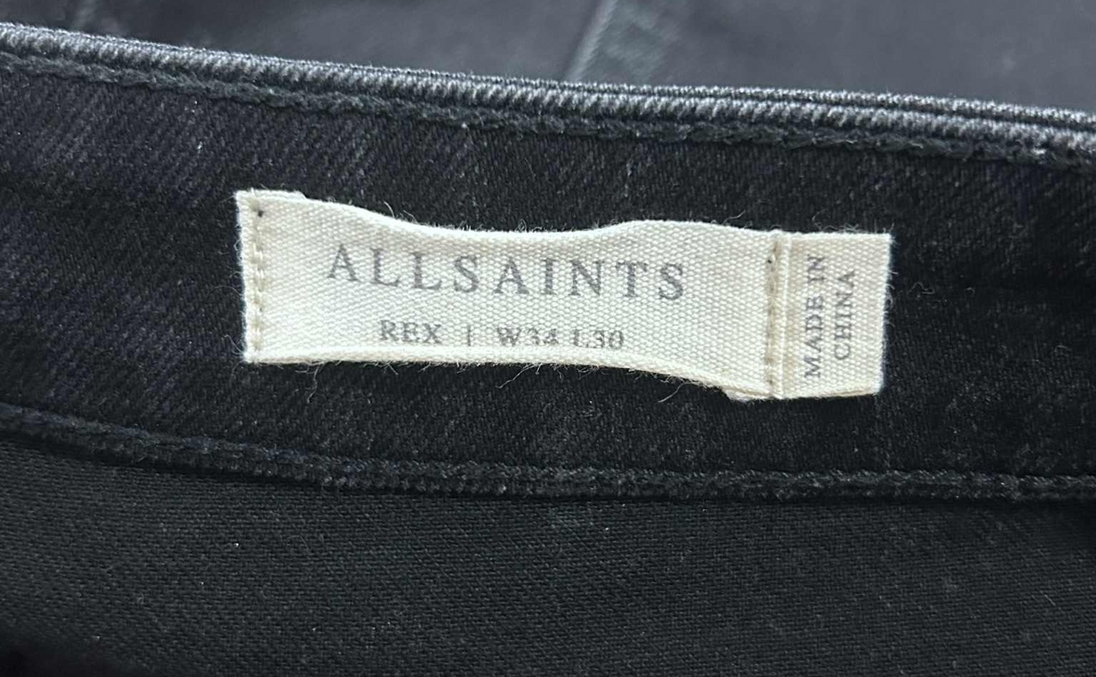 ALLSAINTS
REX | W34 L30
MADE IN
CHINA